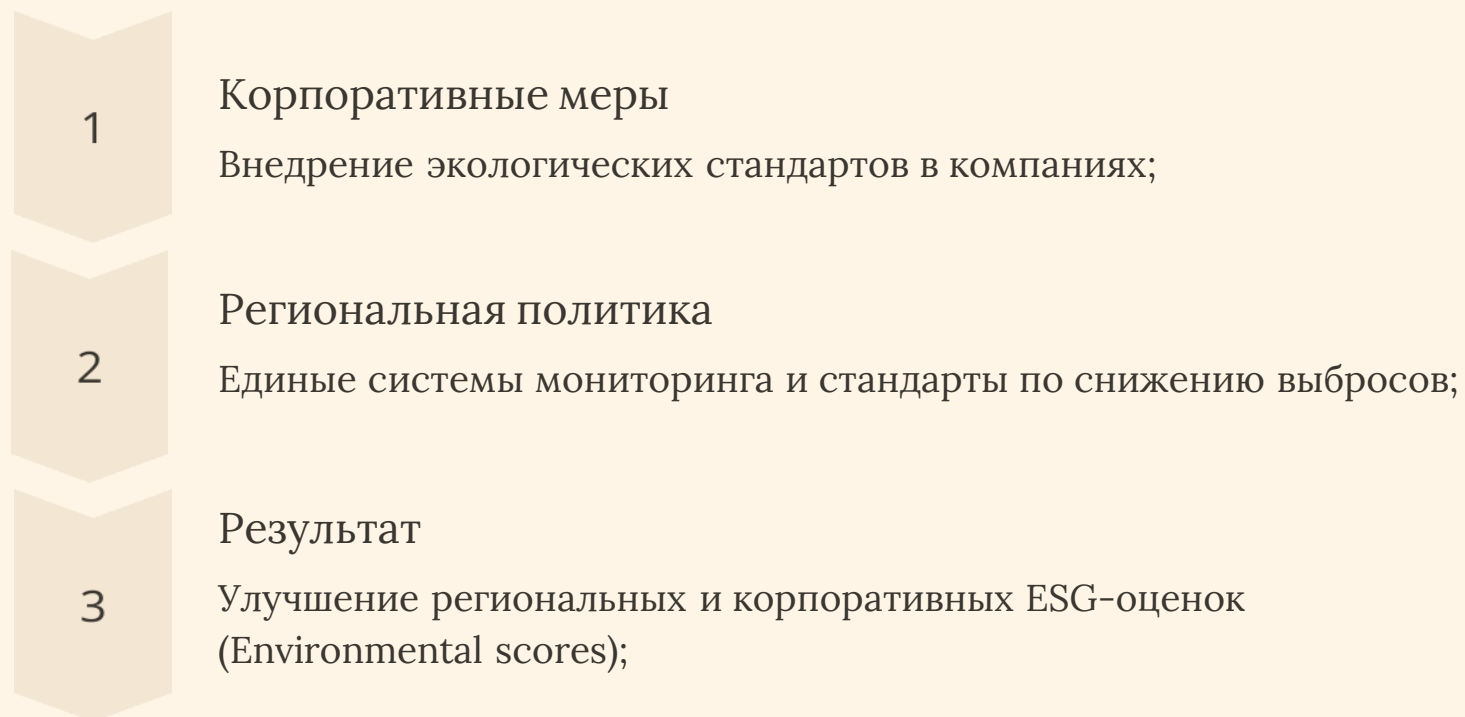 1
Корпоративные меры
Внедрение экологических стандартов в компаниях;
2
Региональная политика
Единые системы мониторинга и стандарты по снижению выбросов;
3
Результат
Улучшение региональных и корпоративных ESG-оценок
(Environmental scores);